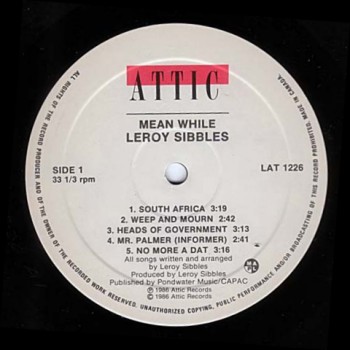 ATTIC
MEAN WHILE
LEROY SIBBLES
SIDE 1
33 1/3 rpm
LAT 1226
1. SOUTH AFRICA 3:19
2. WEEP AND MOURN 2:42
3. HEADS OF GOVERNMENT 3:13
4. MR. PALMER (INFORMER) 2:41
5. NO MORE A DAT 3:16
All songs written and arranged
by Leroy Sibbles
Produced by Leroy Sibbles
Published by Pondwater Music/CAPAC
℗ 1986 Attic Records
© 1986 Attic Records
ALL RIGHTS OF THE RECORD PRODUCER AND OF THE OWNER OF THE RECORDED WORK RESERVED. UNAUTHORIZED COPYING, PUBLIC PERFORMANCE AND/OR BROADCASTING OF THIS RECORD PROHIBITED. MADE IN CANADA.